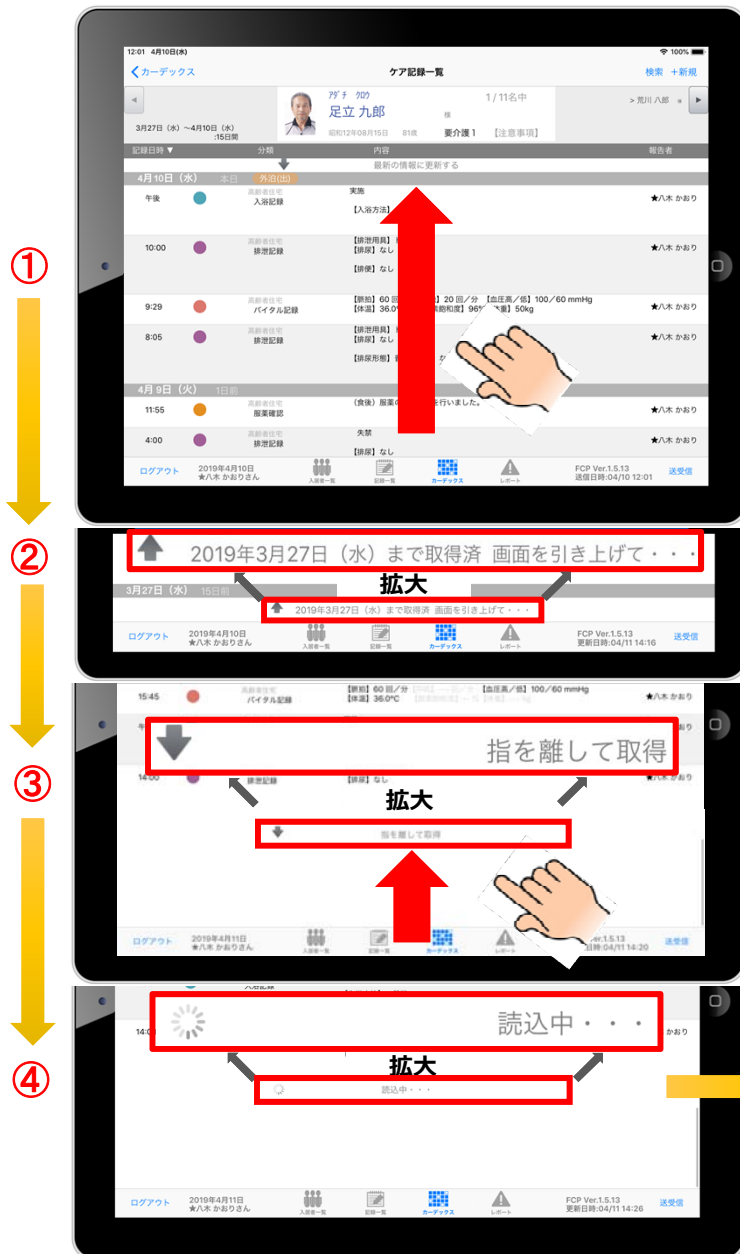 12:01 4月10日(水)
100%
カーデックス
ケア記録一覧
検索 +新規
アダチ クロウ
1 / 11名中
足立 九郎
様
> 荒川 八郎
3月27日(水)~4月10日(水)
:15日間
昭和12年08月15日 81歳 要介護1 【注意事項】
記録日時▼ 分類 内容 報告者
最新の情報に更新する
4月10日(水) 本日 外泊(出)
午後
高齢者住宅
入浴記録
実施
【入浴方法】
★八木 かおり
10:00
高齢者住宅
排泄記録
【排泄用具】
【排尿】なし
【排便】なし
★八木 かおり
①
9:29
高齢者住宅
バイタル記録
【脈拍】60 回 】20 回/分 【血圧高/低】100/60 mmHg
【体温】36.0 飽和度】96 重】50kg
★八木 かおり
8:05
高齢者住宅
排泄記録
【排泄用具】
【排尿】なし
【排尿形態】
★八木 かおり
4月 9日(火) 1日前
11:55
高齢者住宅
服薬確認
(食後)服薬の を行いました。
★八木 かおり
4:00
高齢者住宅
排泄記録
失禁
【排尿】なし
★八木 かおり
ログアウト
2019年4月10日
★八木 かおりさん
入居者一覧
記録一覧
カーデックス
レポート
FCP Ver.1.5.13
送信日時:04/10 12:01
送受信
②
2019年3月27日(水)まで取得済 画面を引き上げて・・・
拡大
3月27日(水) 15日前
2019年3月27日(水)まで取得済 画面を引き上げて・・・
ログアウト
2019年4月10日
★八木 かおりさん
入居者一覧
記録一覧
カーデックス
レポート
FCP Ver.1.5.13
更新日時:04/11 14:16
送受信
15:45
高齢者住宅
バイタル記録
【脈拍】60 回/分 【血圧高/低】100/60 mmHg
【体温】36.0℃
★八木 かおり
指を離して取得
③
14:00
排泄記録
【排尿】なし
★八木 かおり
拡大
指を離して取得
ログアウト
2019年4月11日
★八木 かおりさん
入居者一覧
記録一覧
カーデックス
レポート
Ver.1.5.13
日時:04/11 14:20
送受信
入浴記録
読込中・・・
14:0
かおり
④
拡大
読込中・・・
ログアウト
2019年4月11日
★八木 かおりさん
入居者一覧
記録一覧
カーデックス
レポート
FCP Ver.1.5.13
更新日時:04/11 14:26
送受信